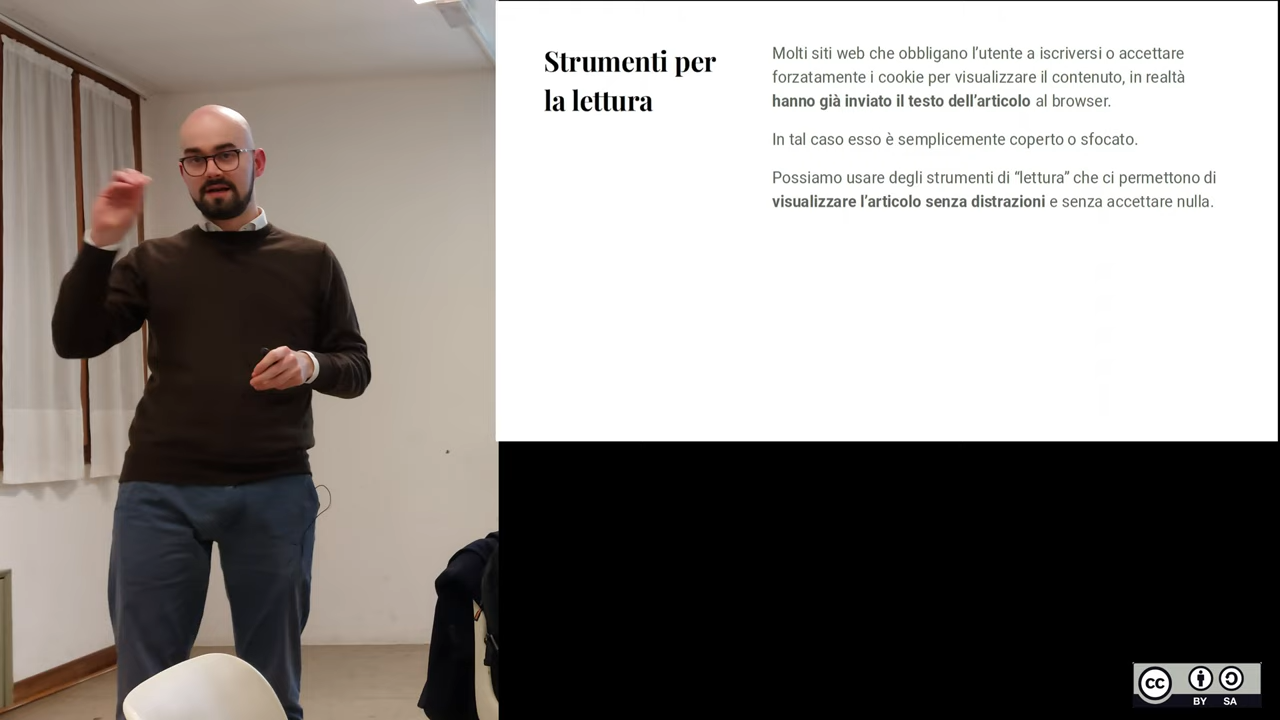 Strumenti per
la lettura
Molti siti web che obbligano l’utente a iscriversi o accettare
forzatamente i cookie per visualizzare il contenuto, in realtà
hanno già inviato il testo dell’articolo al browser.
In tal caso esso è semplicemente coperto o sfocato.
Possiamo usare degli strumenti di “lettura” che ci permettono di
visualizzare l’articolo senza distrazioni e senza accettare nulla.
CC
BY SA